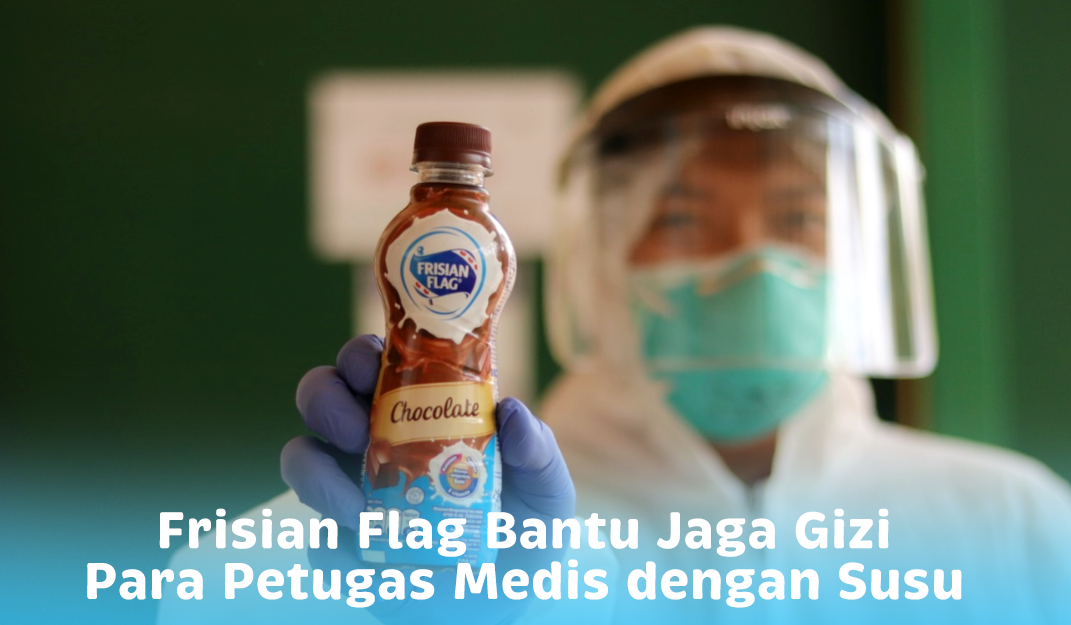 FRISIAN
FLAG
Chocolate
Frisian Flag Bantu Jaga Gizi
Para Petugas Medis dengan Susu